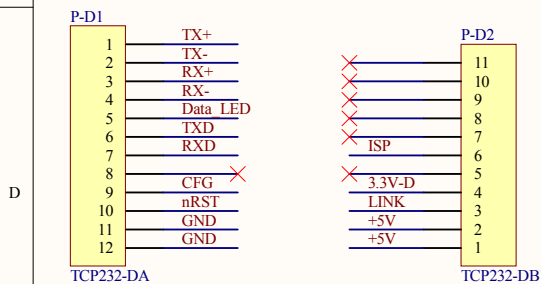 P-D1
1 TX+
2 TX-
3 RX+
4 RX-
5 Data_LED
6 TXD
7 RXD
8
9 CFG
10 nRST
11 GND
12 GND
TCP232-DA
P-D2
11
10
9
8
7
ISP 6
5
3.3V-D 4
LINK 3
+5V 2
+5V 1
TCP232-DB
D